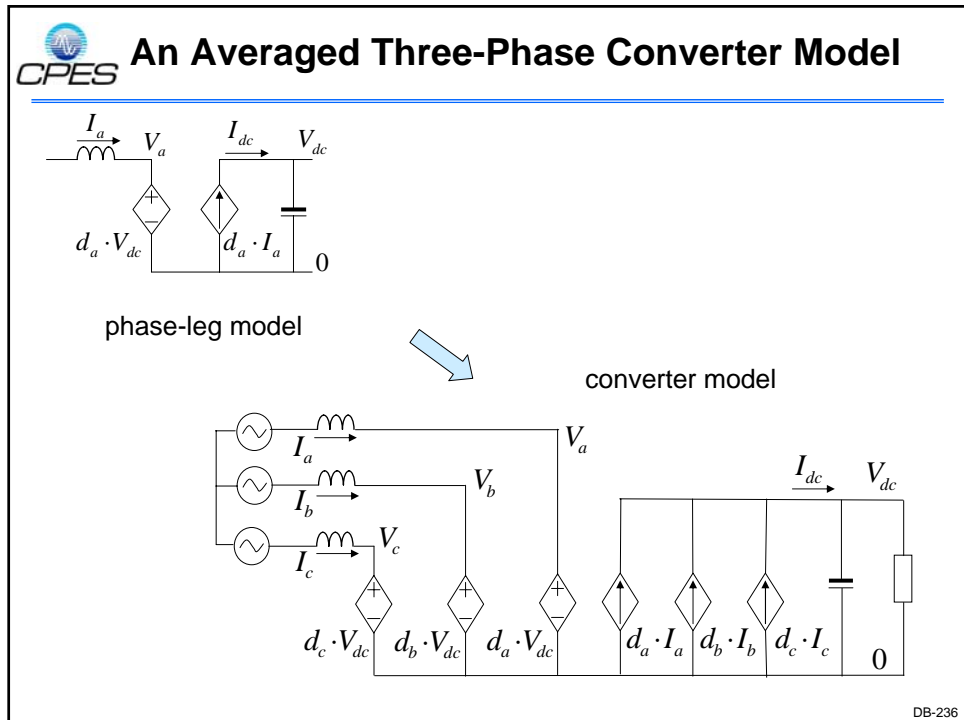 CPES
An Averaged Three-Phase Converter Model
I_a
V_a
I_dc
V_dc
+
−
d_a · V_dc
d_a · I_a
0
phase-leg model
converter model
I_a
V_a
I_b
V_b
I_c
V_c
I_dc
V_dc
+
−
+
−
+
−
d_c · V_dc
d_b · V_dc
d_a · V_dc
d_a · I_a
d_b · I_b
d_c · I_c
0
DB-236